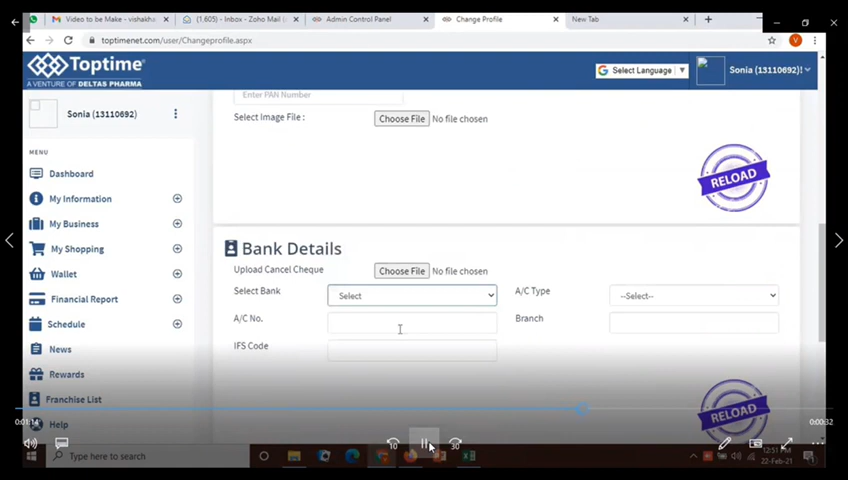 Video to be Make - vishakha
(1,605) - Inbox - Zoho Mail (
Admin Control Panel
Change Profile
New Tab
toptimenet.com/user/Changeprofile.aspx
V
Toptime
A VENTURE OF DELTAS PHARMA
G Select Language ▼
Sonia (13110692)!
Sonia (13110692)
MENU
Dashboard
My Information
My Business
My Shopping
Wallet
Financial Report
Schedule
News
Rewards
Franchise List
Help
Enter PAN Number
Select Image File :
Choose File No file chosen
RELOAD
Bank Details
Upload Cancel Cheque
Choose File No file chosen
Select Bank
Select
A/C Type
--Select--
A/C No.
Branch
IFS Code
RELOAD
0:01:14
0:00:32
10
30
Type here to search
12:51 PM
22-Feb-21